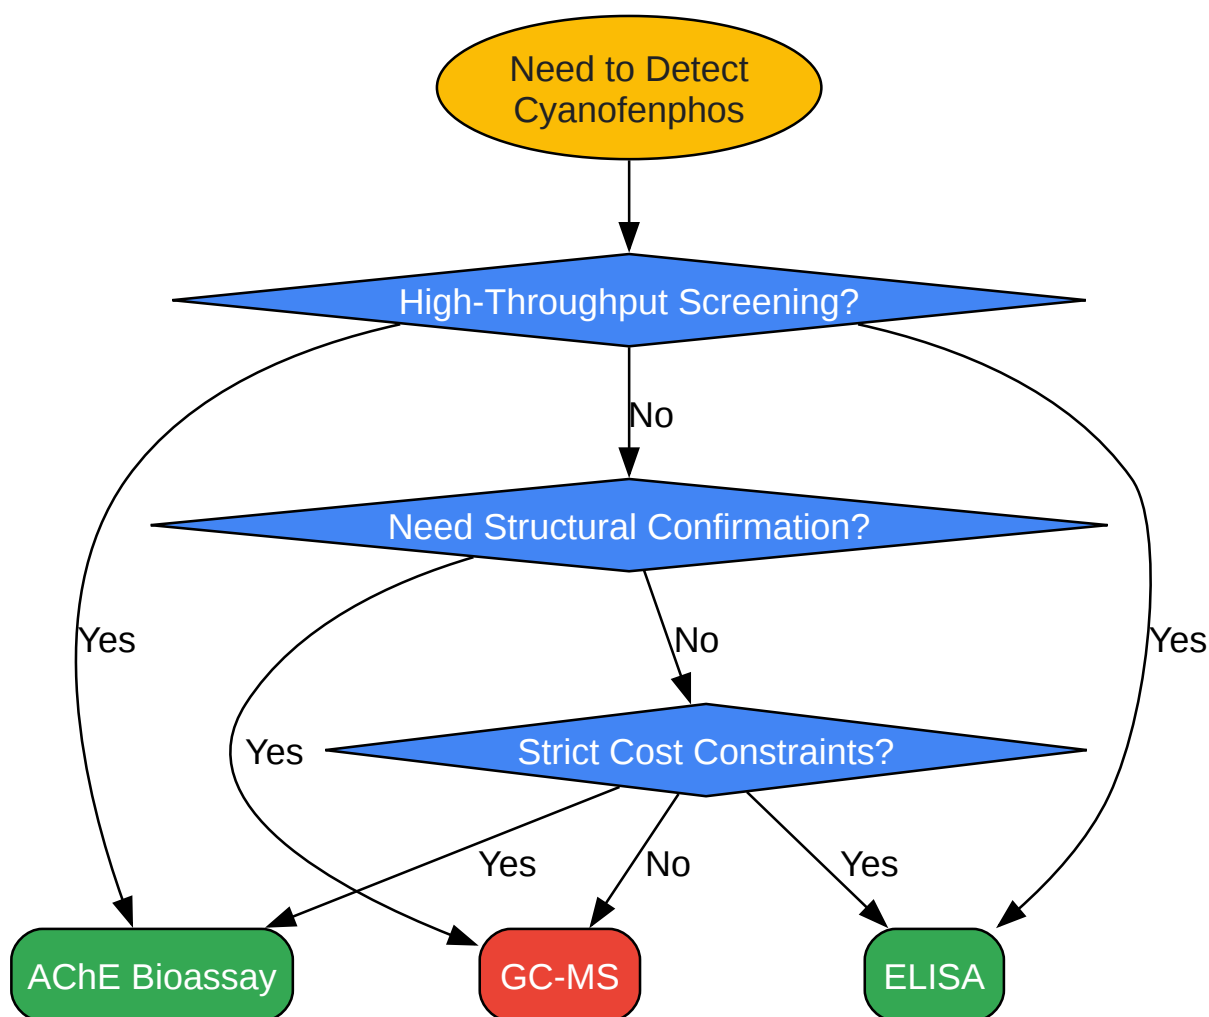 Need to Detect
Cyanofenphos
High-Throughput Screening?
No
Need Structural Confirmation?
Yes
No
Yes
Yes
Strict Cost Constraints?
Yes
No
Yes
AChE Bioassay
GC-MS
ELISA